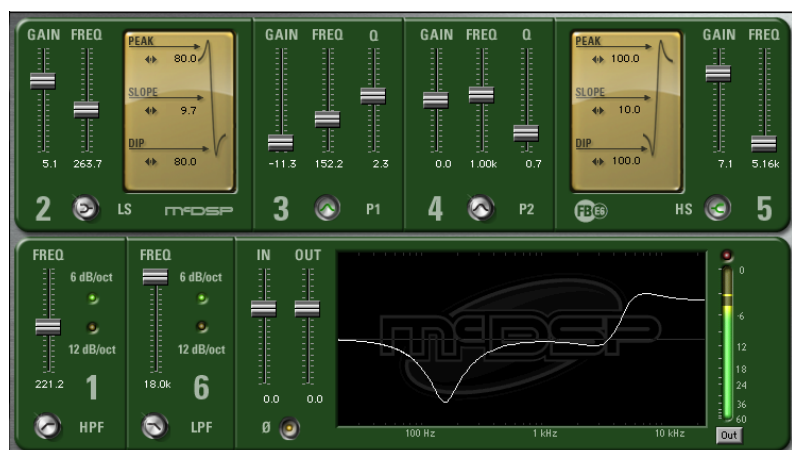 GAIN FREQ
PEAK
80.0
SLOPE
9.7
DIP
80.0
5.1 263.7
2 LS McDSP
GAIN FREQ Q
-11.3 152.2 2.3
3 P1
GAIN FREQ Q
0.0 1.00k 0.7
4 P2
PEAK
100.0
SLOPE
10.0
DIP
100.0
GAIN FREQ
7.1 5.16k
FB E6 HS 5
FREQ
6 dB/oct
12 dB/oct
221.2 1
HPF
FREQ
6 dB/oct
12 dB/oct
18.0k 6
LPF
IN OUT
0.0 0.0
Ø
McDSP
100 Hz 1 kHz 10 kHz
0
6
12
18
24
36
60
Out